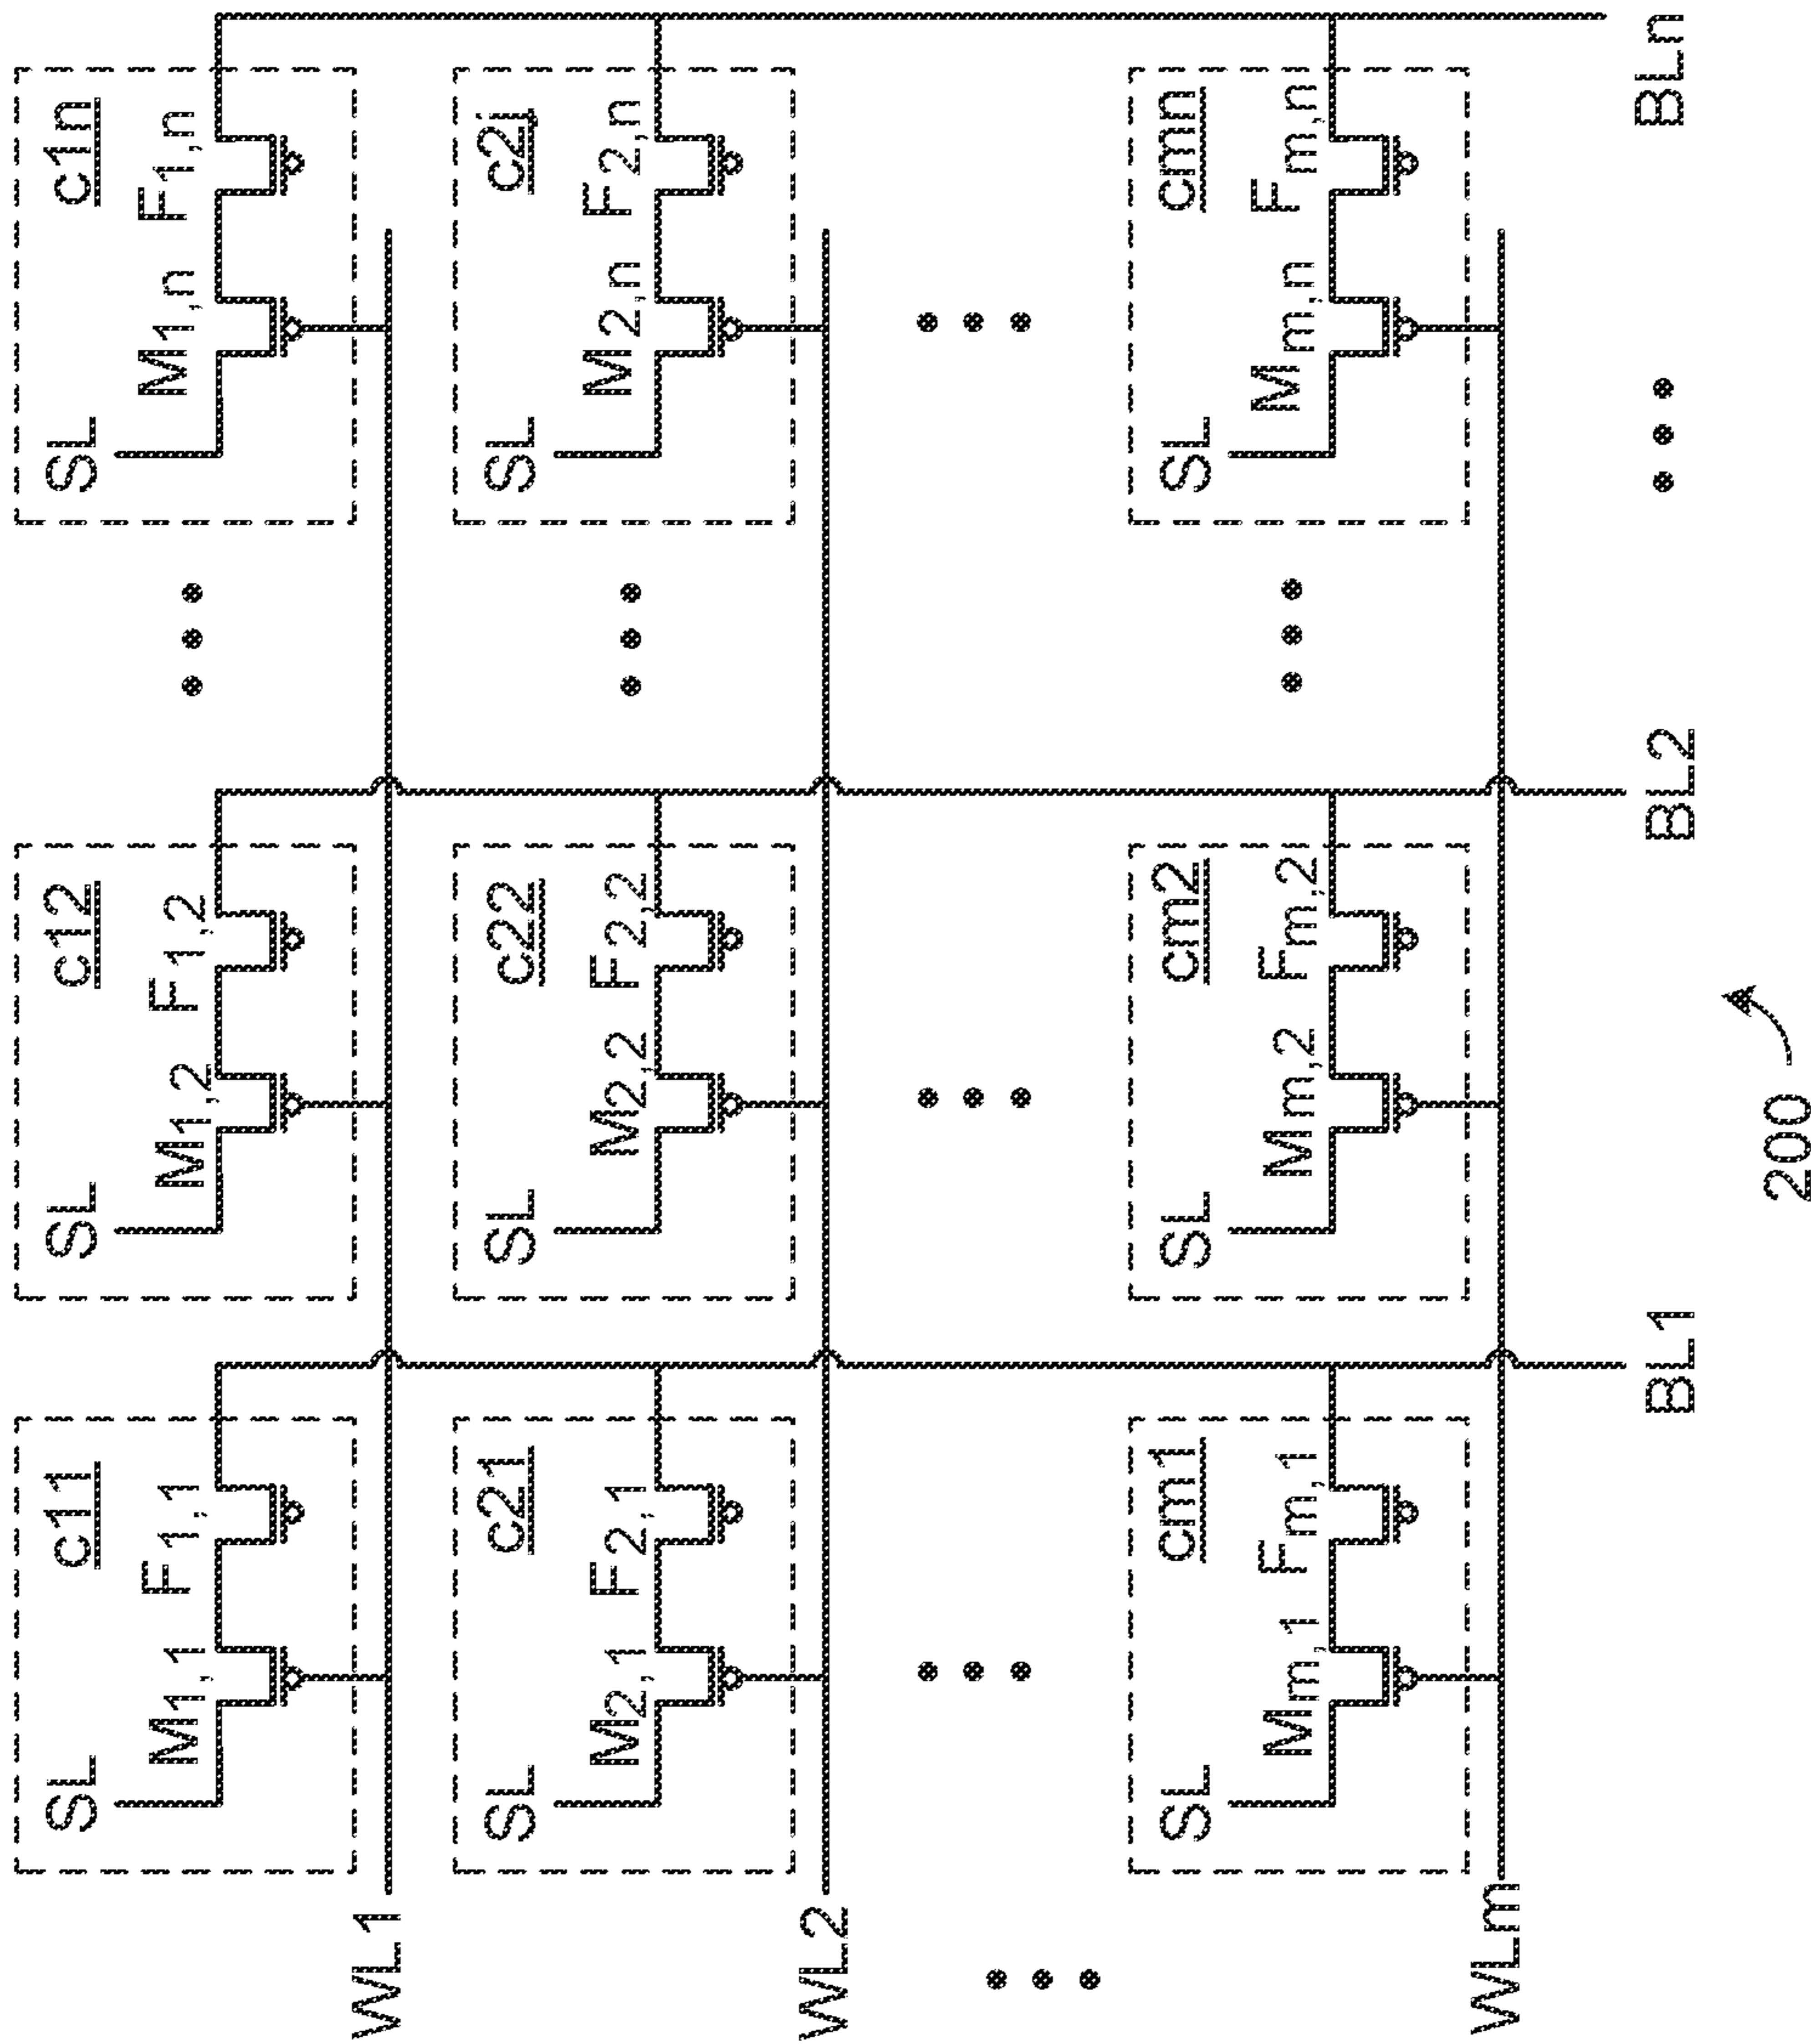 c11 c12 c1n
SL SL SL
M1,1 F1,1 M1,2 F1,2 M1,n F1,n
WL1
c21 c22 c2j
SL SL SL
M2,1 F2,1 M2,2 F2,2 M2,n F2,n
WL2
cm1 cm2 cmn
SL SL SL
Mm,1 Fm,1 Mm,2 Fm,2 Mm,n Fm,n
WLm
BL1 BL2 BLn
200